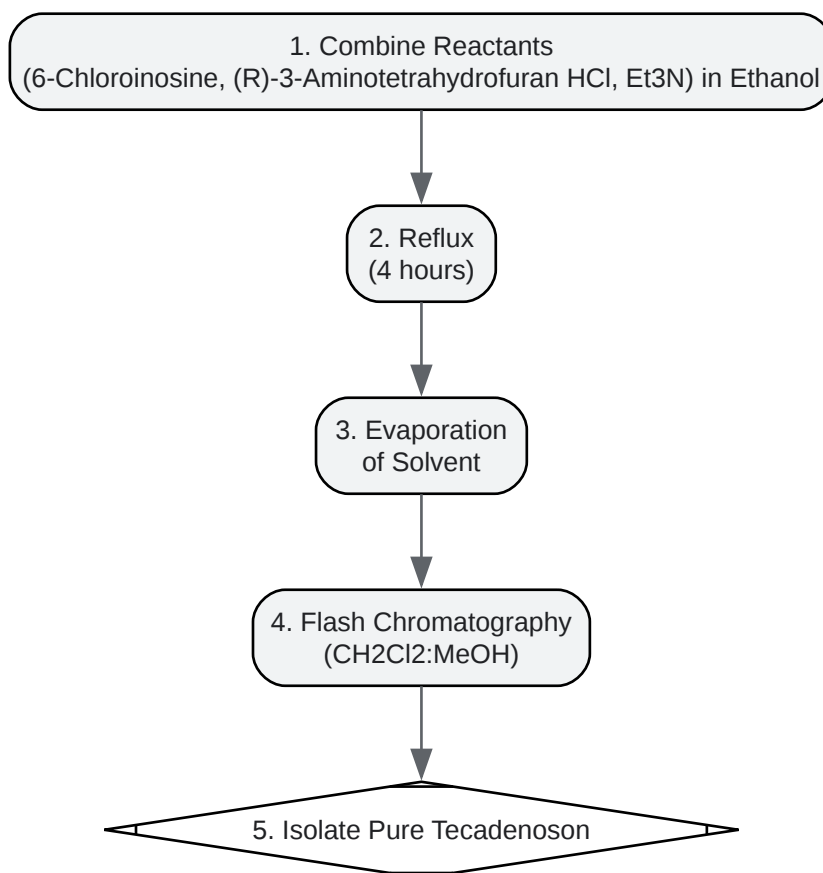 1. Combine Reactants
(6-Chloroinosine, (R)-3-Aminotetrahydrofuran HCl, Et3N) in Ethanol
2. Reflux
(4 hours)
3. Evaporation
of Solvent
4. Flash Chromatography
(CH2Cl2:MeOH)
5. Isolate Pure Tecadenoson